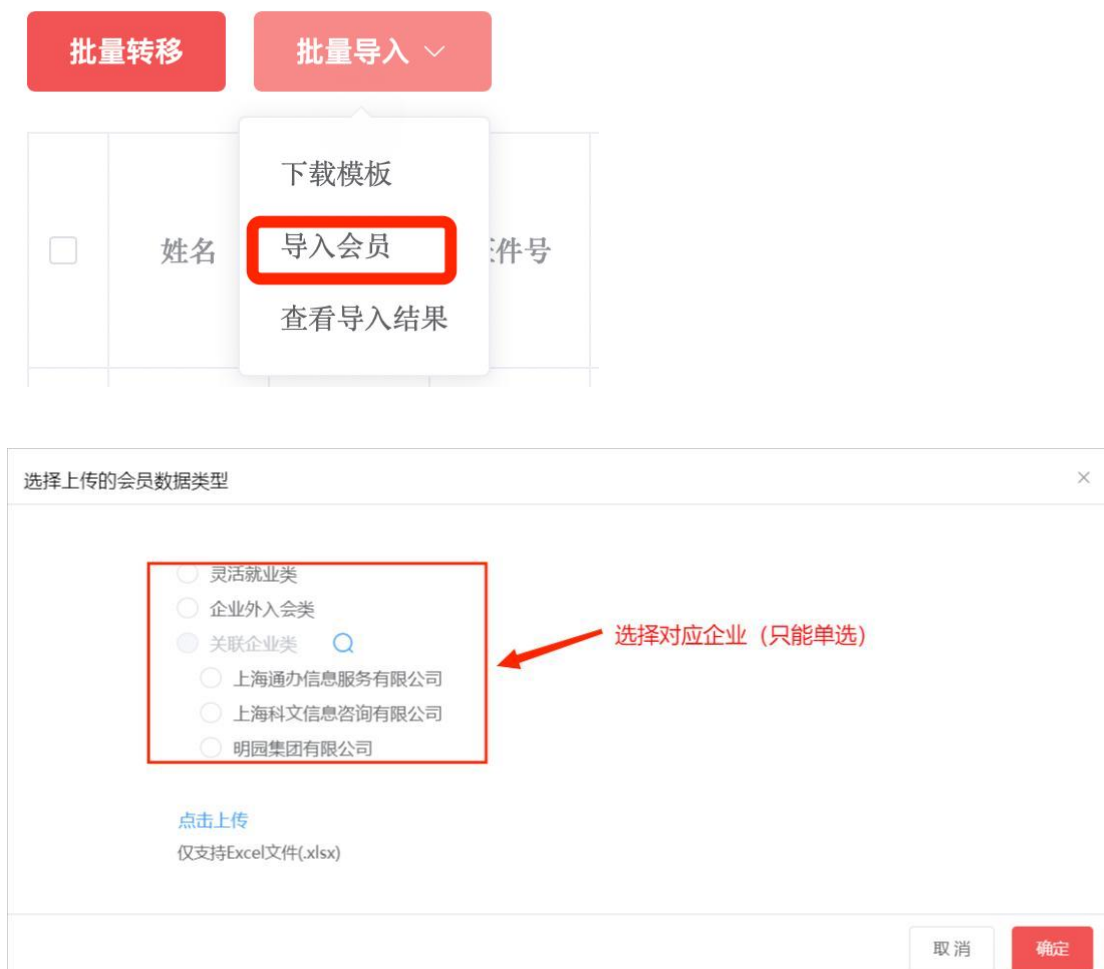 批量转移 批量导入
下载模板
姓名 导入会员 件号
查看导入结果
选择上传的会员数据类型
灵活就业类
企业外入会类
选择对应企业（只能单选）
关联企业类
上海通办信息服务有限公司
上海科文信息咨询有限公司
明园集团有限公司
点击上传
仅支持Excel文件(.xlsx)
取消 确定